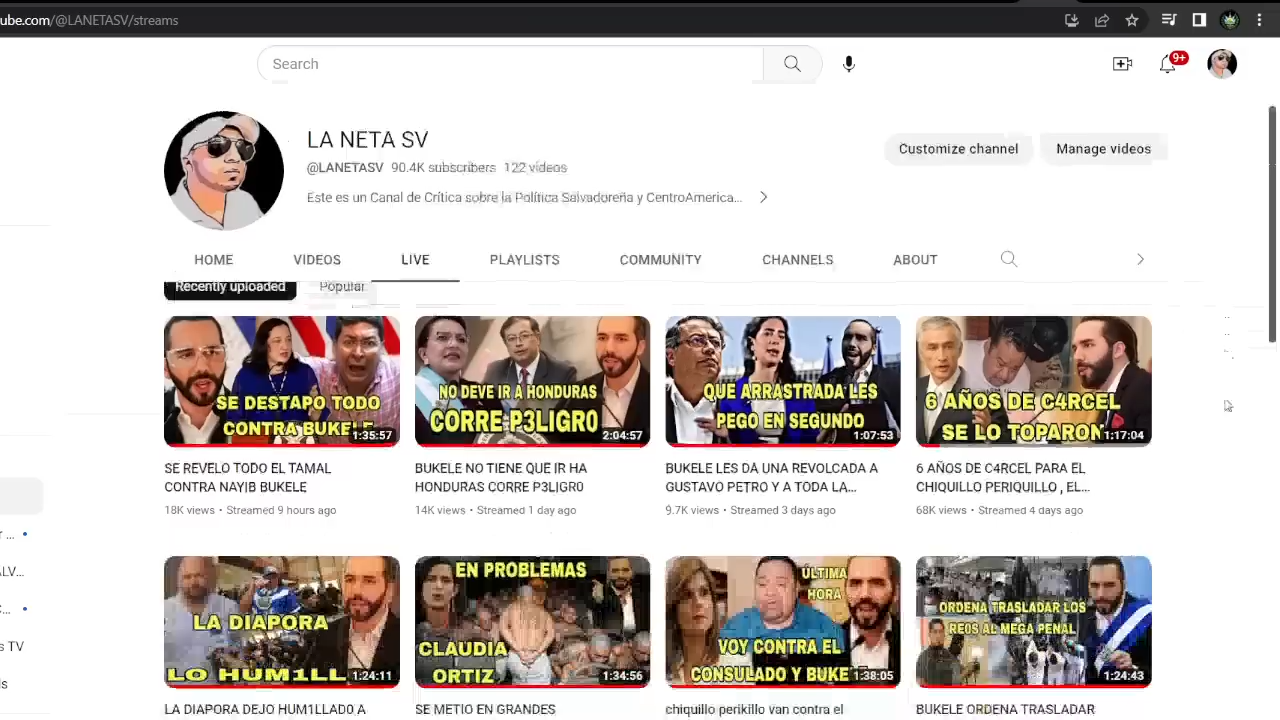 ube.com/@LANETASV/streams
Search
9+
LA NETA SV
@LANETASV 90.4K subscribers 122 videos
Este es un Canal de Crítica sobre la Política Salvadoreña y CentroAmerica...
Customize channel
Manage videos
HOME VIDEOS LIVE PLAYLISTS COMMUNITY CHANNELS ABOUT
Recently uploaded Popular
SE DESTAPO TODO
CONTRA BUKELE
1:35:57
NO DEVE IR A HONDURAS
CORRE P3LIGR0
2:04:57
QUE ARRASTRADA LES
PEGO EN SEGUNDO
1:07:53
6 AÑOS DE C4RCEL
SE LO TOPARON
1:17:04
SE REVELO TODO EL TAMAL
CONTRA NAYIB BUKELE
18K views • Streamed 9 hours ago
BUKELE NO TIENE QUE IR HA
HONDURAS CORRE P3LIGR0
14K views • Streamed 1 day ago
BUKELE LES DA UNA REVOLCADA A
GUSTAVO PETRO Y A TODA LA...
9.7K views • Streamed 3 days ago
6 AÑOS DE C4RCEL PARA EL
CHIQUILLO PERIQUILLO , EL...
68K views • Streamed 4 days ago
r ...
ALV...
C...
s TV
ls
LA DIAPORA
LO HUM1LL
1:24:11
EN PROBLEMAS
CLAUDIA
ORTIZ
1:34:56
ÚLTIMA
HORA
VOY CONTRA EL
CONSULADO Y BUKE
1:38:05
ORDENA TRASLADAR LOS
REOS AL MEGA PENAL
1:24:43
LA DIAPORA DEJO HUM1LLADO A
SE METIO EN GRANDES
chiquillo perikillo van contra el
BUKELE ORDENA TRASLADAR